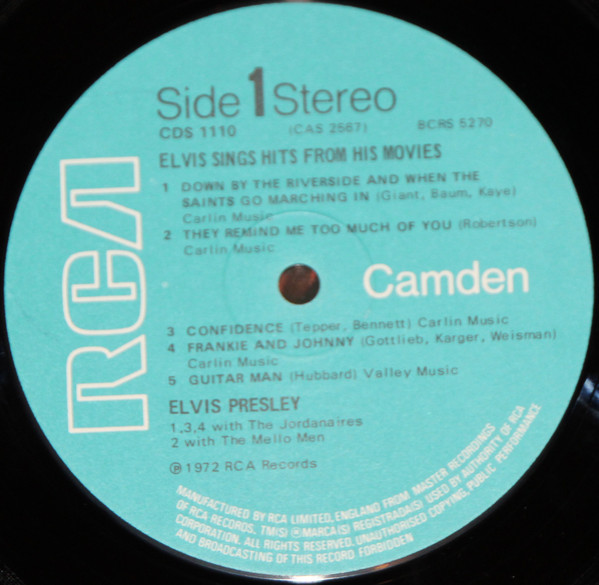 Side 1 Stereo
CDS 1110 (CAS 2567) BCRS 5270
ELVIS SINGS HITS FROM HIS MOVIES
1 DOWN BY THE RIVERSIDE AND WHEN THE
SAINTS GO MARCHING IN (Giant, Baum, Kaye)
Carlin Music
2 THEY REMIND ME TOO MUCH OF YOU (Robertson)
Carlin Music
RCA
Camden
3 CONFIDENCE (Tepper, Bennett) Carlin Music
4 FRANKIE AND JOHNNY (Gottlieb, Karger, Weisman)
Carlin Music
5 GUITAR MAN (Hubbard) Valley Music
ELVIS PRESLEY
1,3,4 with The Jordanaires
2 with The Mello Men
℗ 1972 RCA Records
MANUFACTURED BY RCA LIMITED, ENGLAND FROM MASTER RECORDINGS
OF RCA RECORDS. TM(S) ® MARCA(S) REGISTRADA(S) USED BY AUTHORITY OF RCA
CORPORATION. ALL RIGHTS RESERVED. UNAUTHORISED COPYING, PUBLIC PERFORMANCE
AND BROADCASTING OF THIS RECORD FORBIDDEN